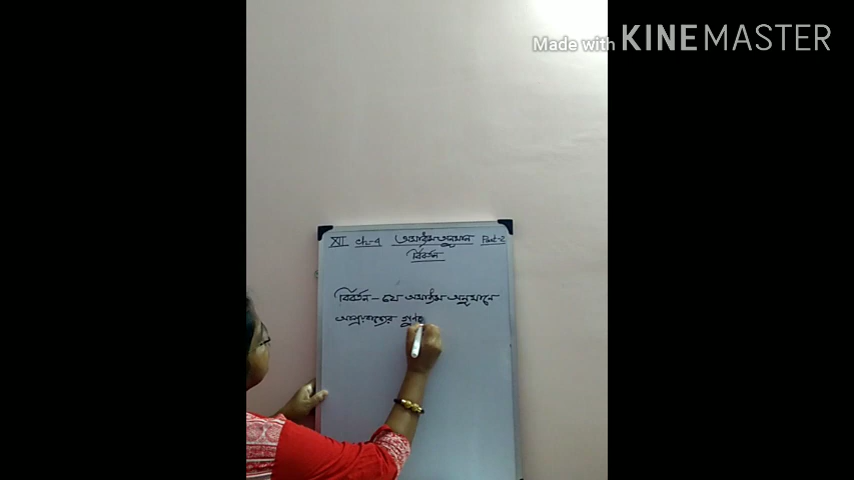 Made with KINEMASTER
XII Ch-4 অমাধ্যম অনুমান Part-2
বিবর্তন
বিবর্তন – যে অমাধ্যম অনুমানে
আশ্রয়বাক্যের গুণের